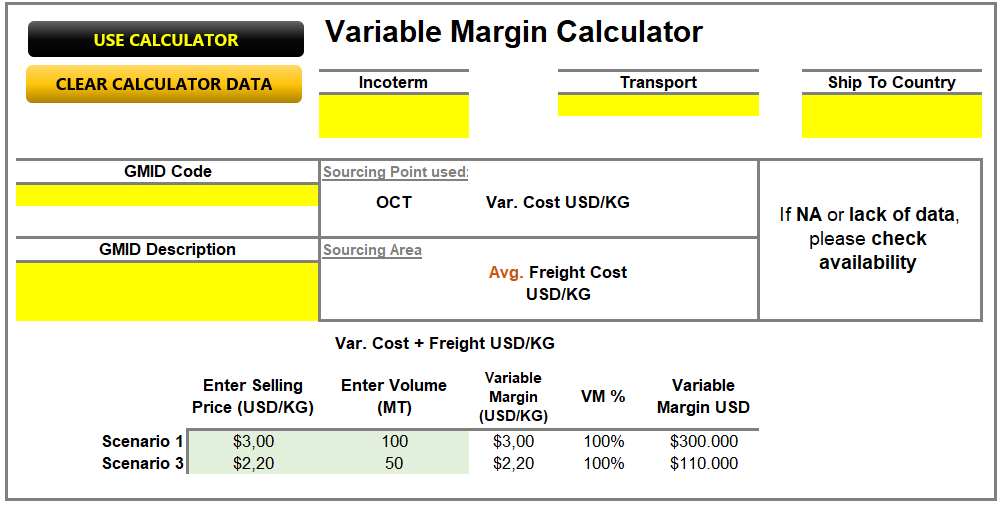 USE CALCULATOR
Variable Margin Calculator
CLEAR CALCULATOR DATA
Incoterm
Transport
Ship To Country
GMID Code
Sourcing Point used:
OCT
Var. Cost USD/KG
If NA or lack of data,
please check
availability
GMID Description
Sourcing Area
Avg. Freight Cost
USD/KG
Var. Cost + Freight USD/KG
Enter Selling
Price (USD/KG)
Enter Volume
(MT)
Variable
Margin
(USD/KG)
VM %
Variable
Margin USD
Scenario 1 $3,00 100 $3,00 100% $300.000
Scenario 3 $2,20 50 $2,20 100% $110.000